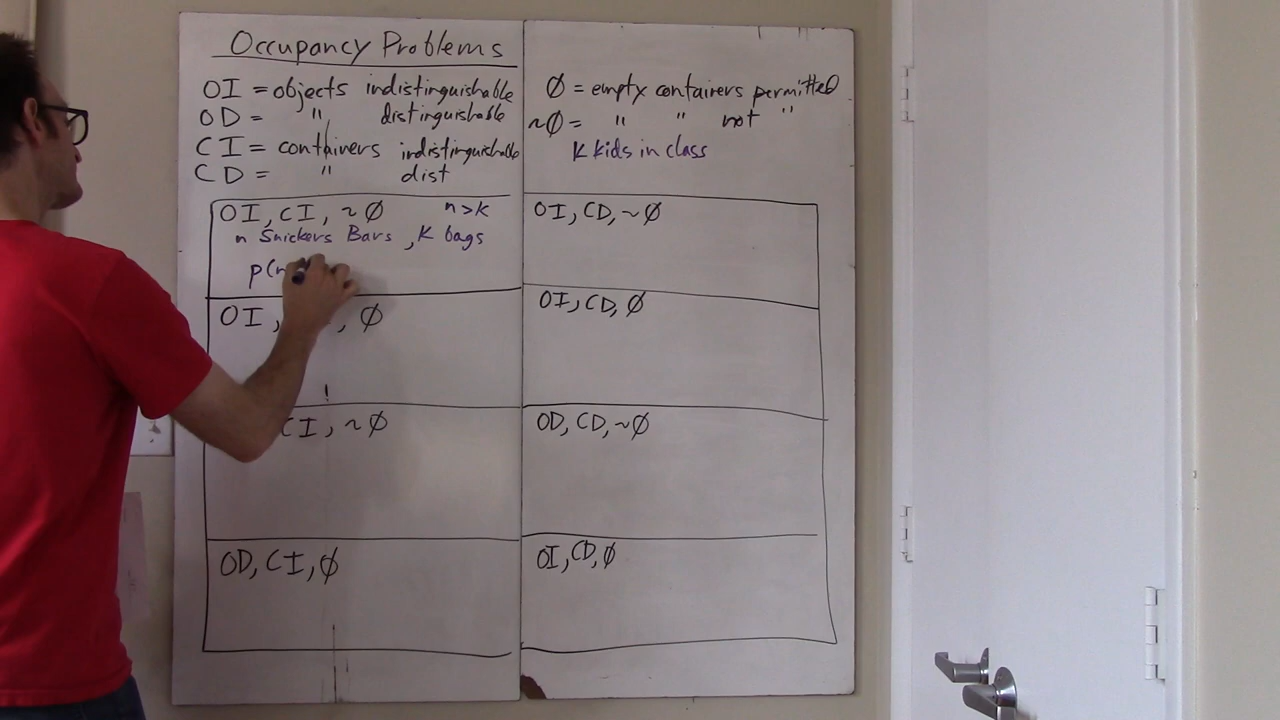 Occupancy Problems
OI = objects indistinguishable
OD = " distinguishable
CI = containers indistinguishable
CD = " dist
Ø = empty containers permitted
~Ø = " " not "
K kids in class
OI, CI, ~Ø n>k
n Snickers Bars, K bags
p(n
OI, CD, ~Ø
OI, , Ø
OI, CD, Ø
CI, ~Ø
OD, CD, ~Ø
OD, CI, Ø
OI, CD, Ø